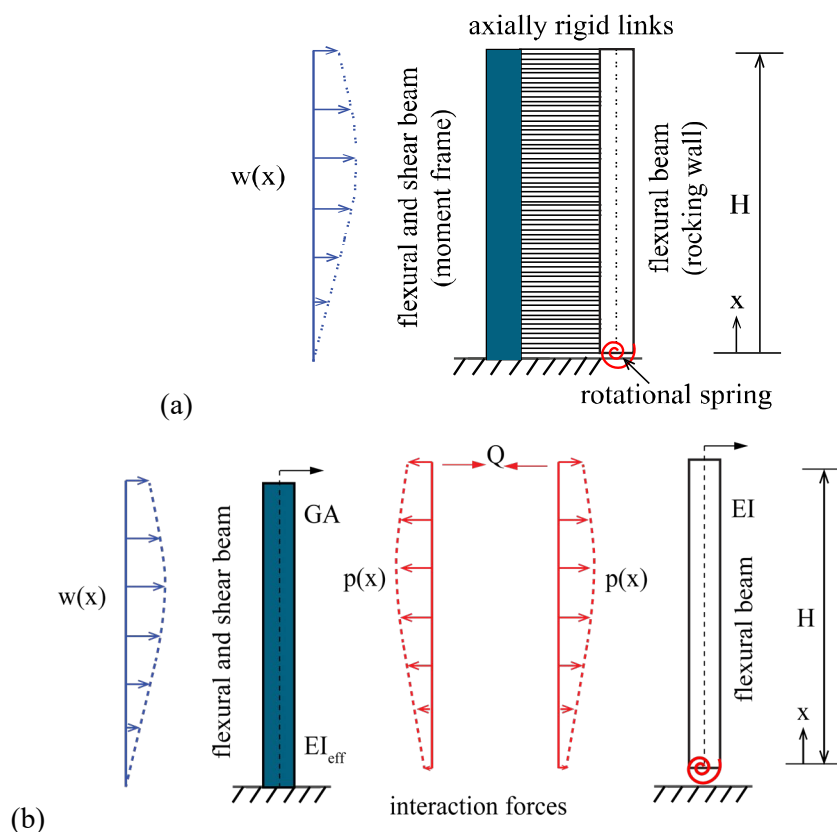 axially rigid links
w(x)
flexural and shear beam
(moment frame)
flexural beam
(rocking wall)
H
x
rotational spring
(a)
Q
GA
EI
w(x)
flexural and shear beam
p(x)
p(x)
flexural beam
H
x
EIeff
interaction forces
(b)